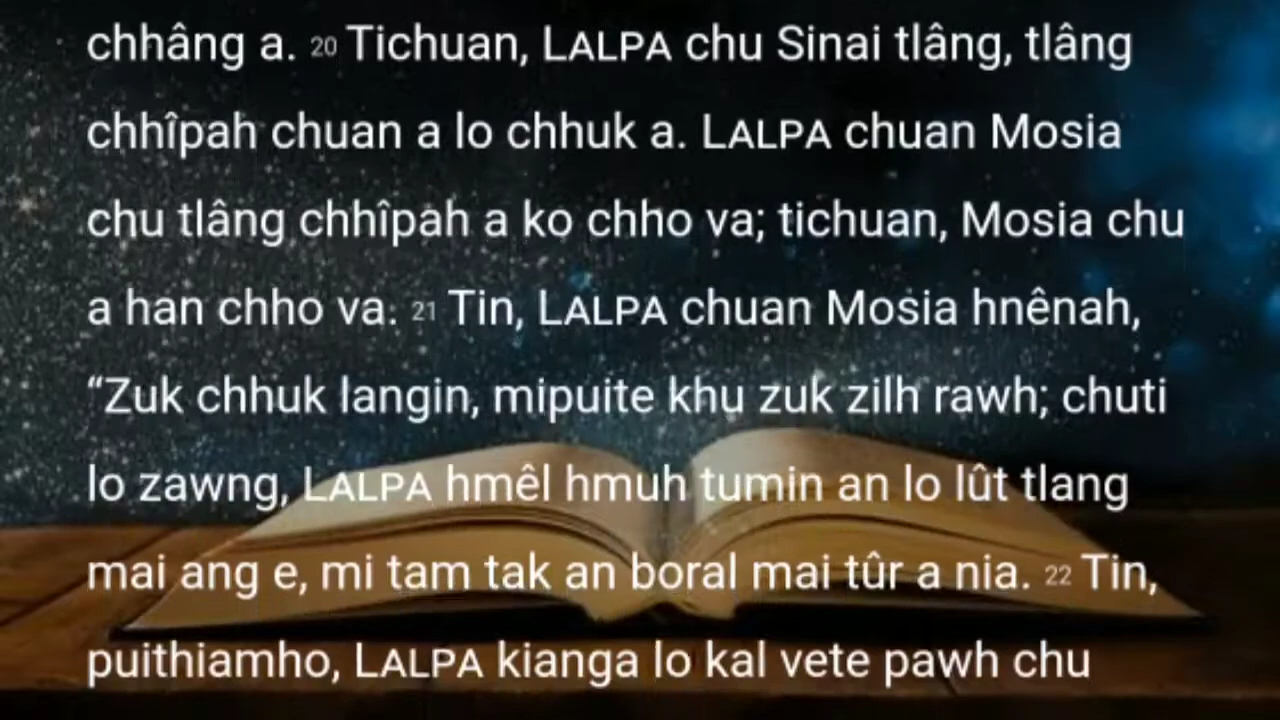 chhâng a. 20 Tichuan, LALPA chu Sinai tlâng, tlâng
chhîpah chuan a lo chhuk a. LALPA chuan Mosia
chu tlâng chhîpah a ko chho va; tichuan, Mosia chu
a han chho va. 21 Tin, LALPA chuan Mosia hnênah,
“Zuk chhuk langin, mipuite khu zuk zilh rawh; chuti
lo zawng, LALPA hmêl hmuh tumin an lo lût tlang
mai ang e, mi tam tak an boral mai tûr a nia. 22 Tin,
puithiamho, LALPA kianga lo kal vete pawh chu